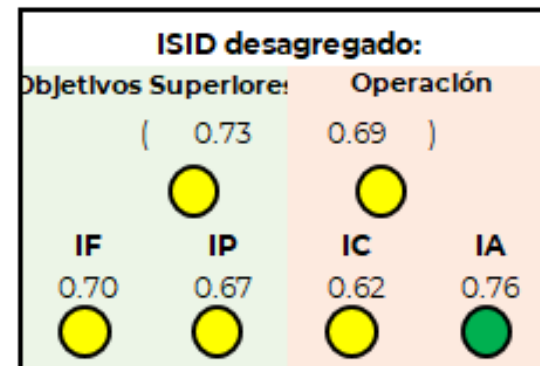 ISID desagregado:
Objetivos Superiores Operación
( 0.73 0.69 )
IF IP IC IA
0.70 0.67 0.62 0.76